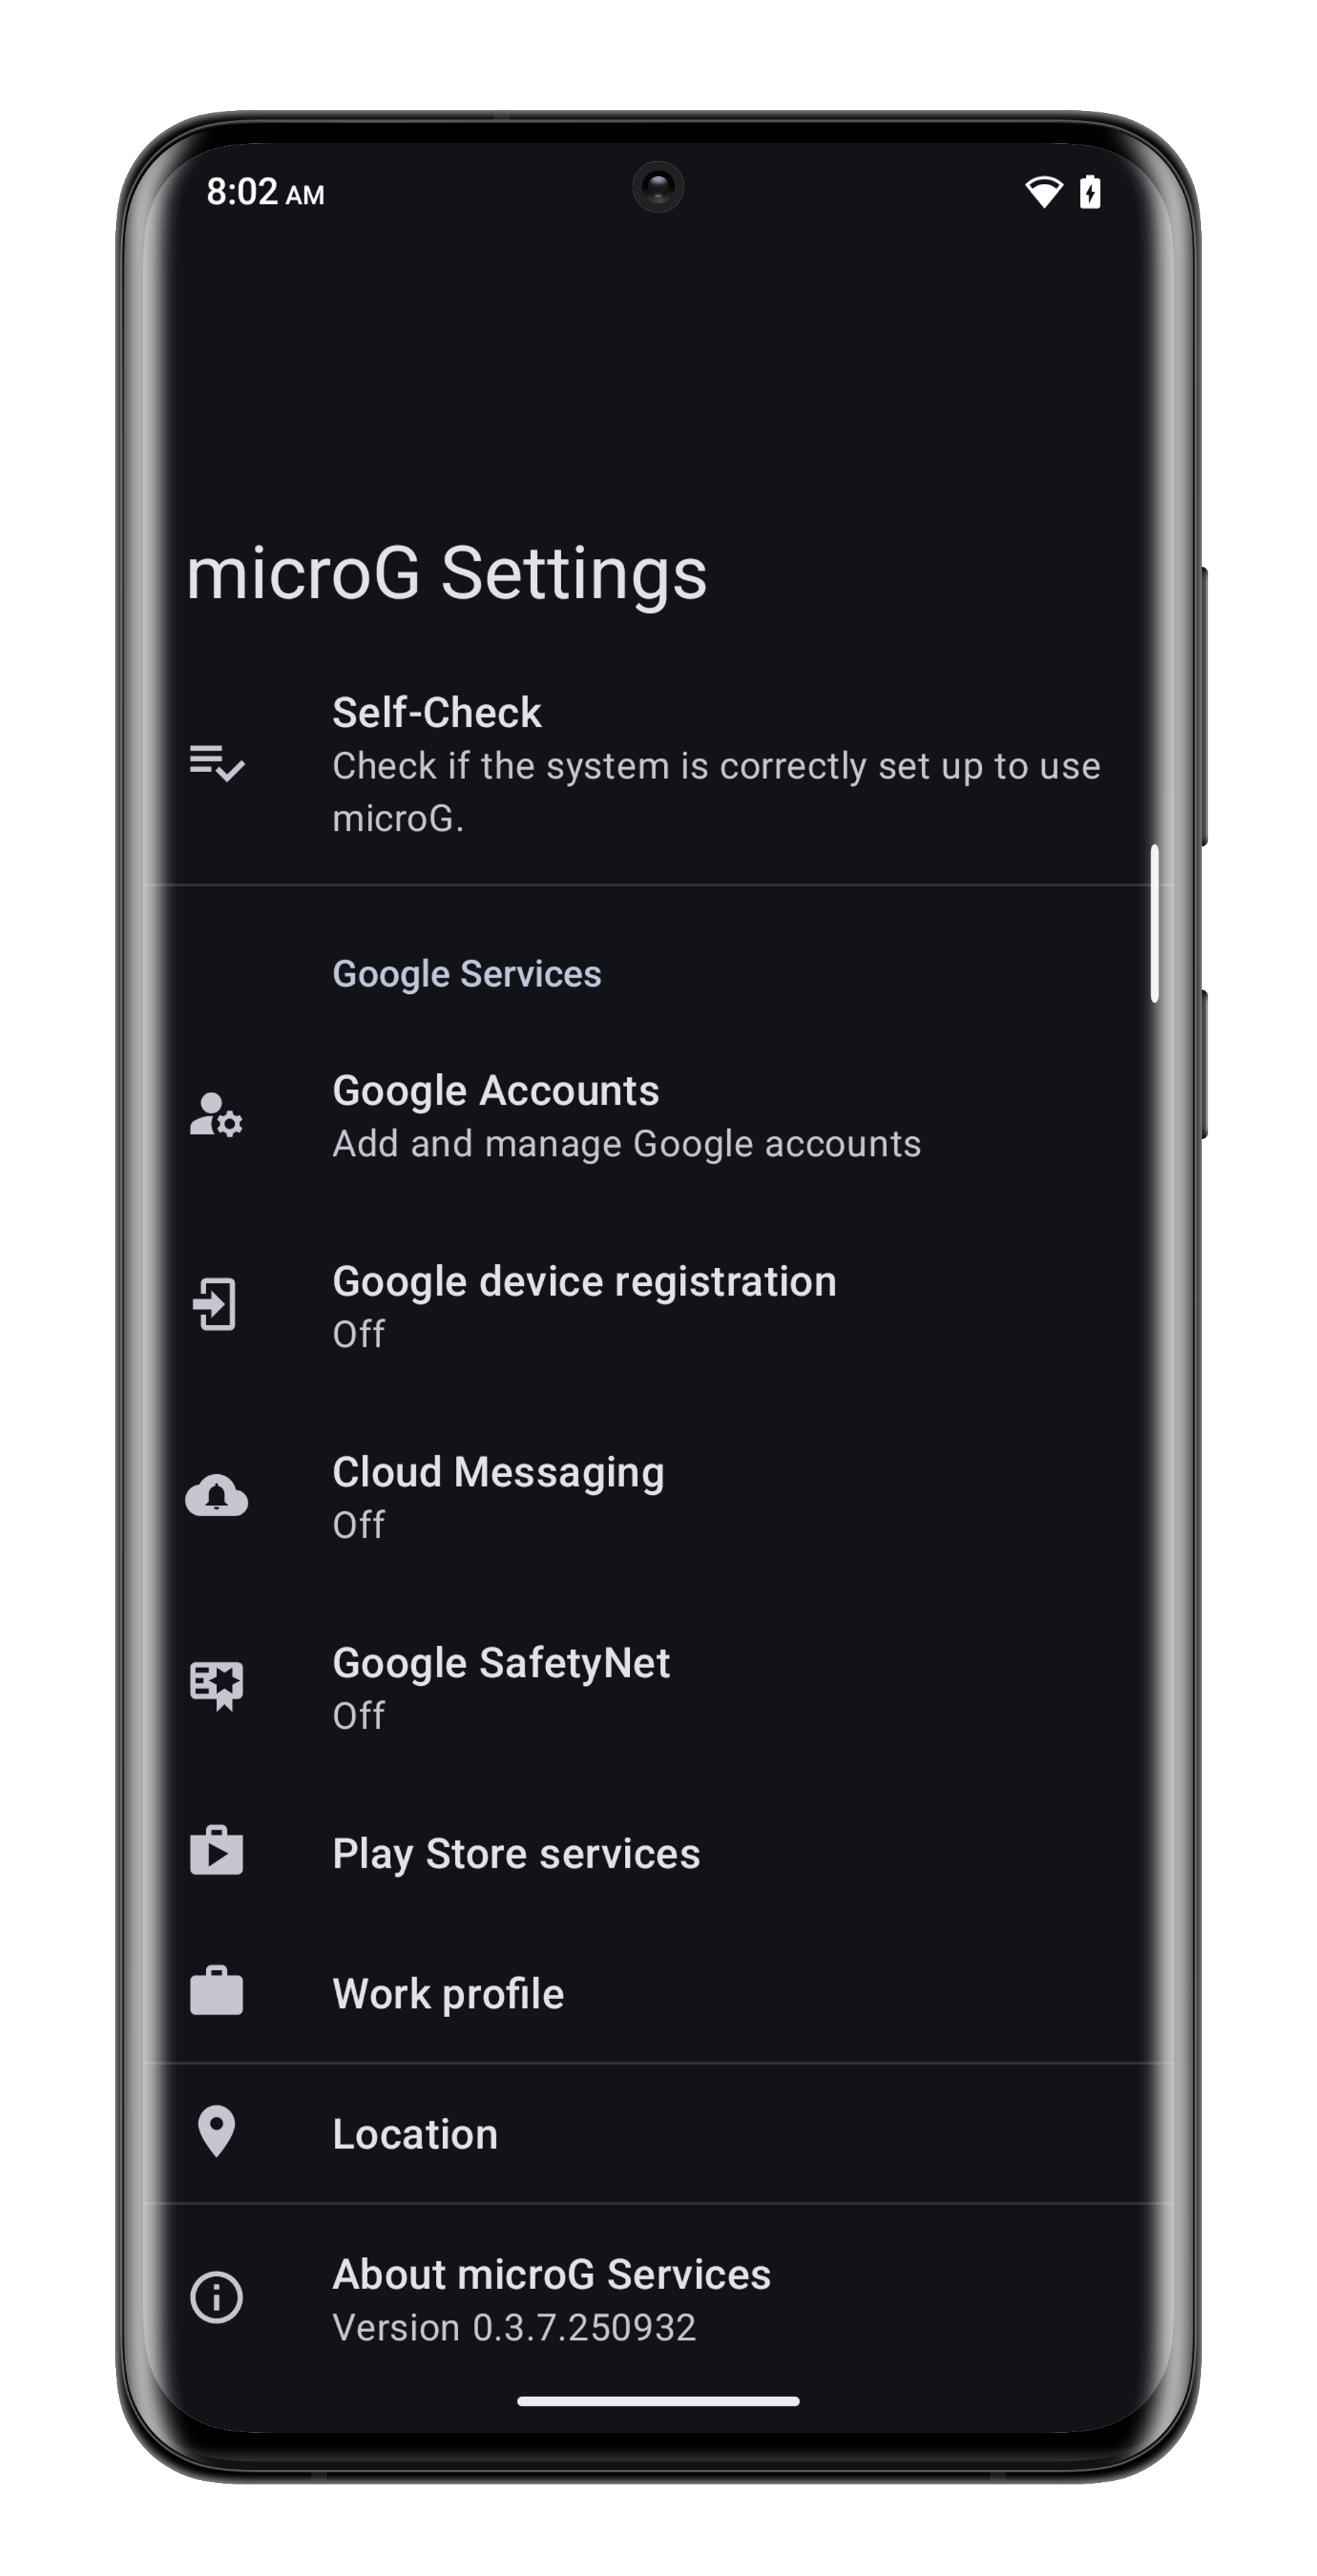 8:02 AM
microG Settings
Self-Check
Check if the system is correctly set up to use
microG.
Google Services
Google Accounts
Add and manage Google accounts
Google device registration
Off
Cloud Messaging
Off
Google SafetyNet
Off
Play Store services
Work profile
Location
About microG Services
Version 0.3.7.250932